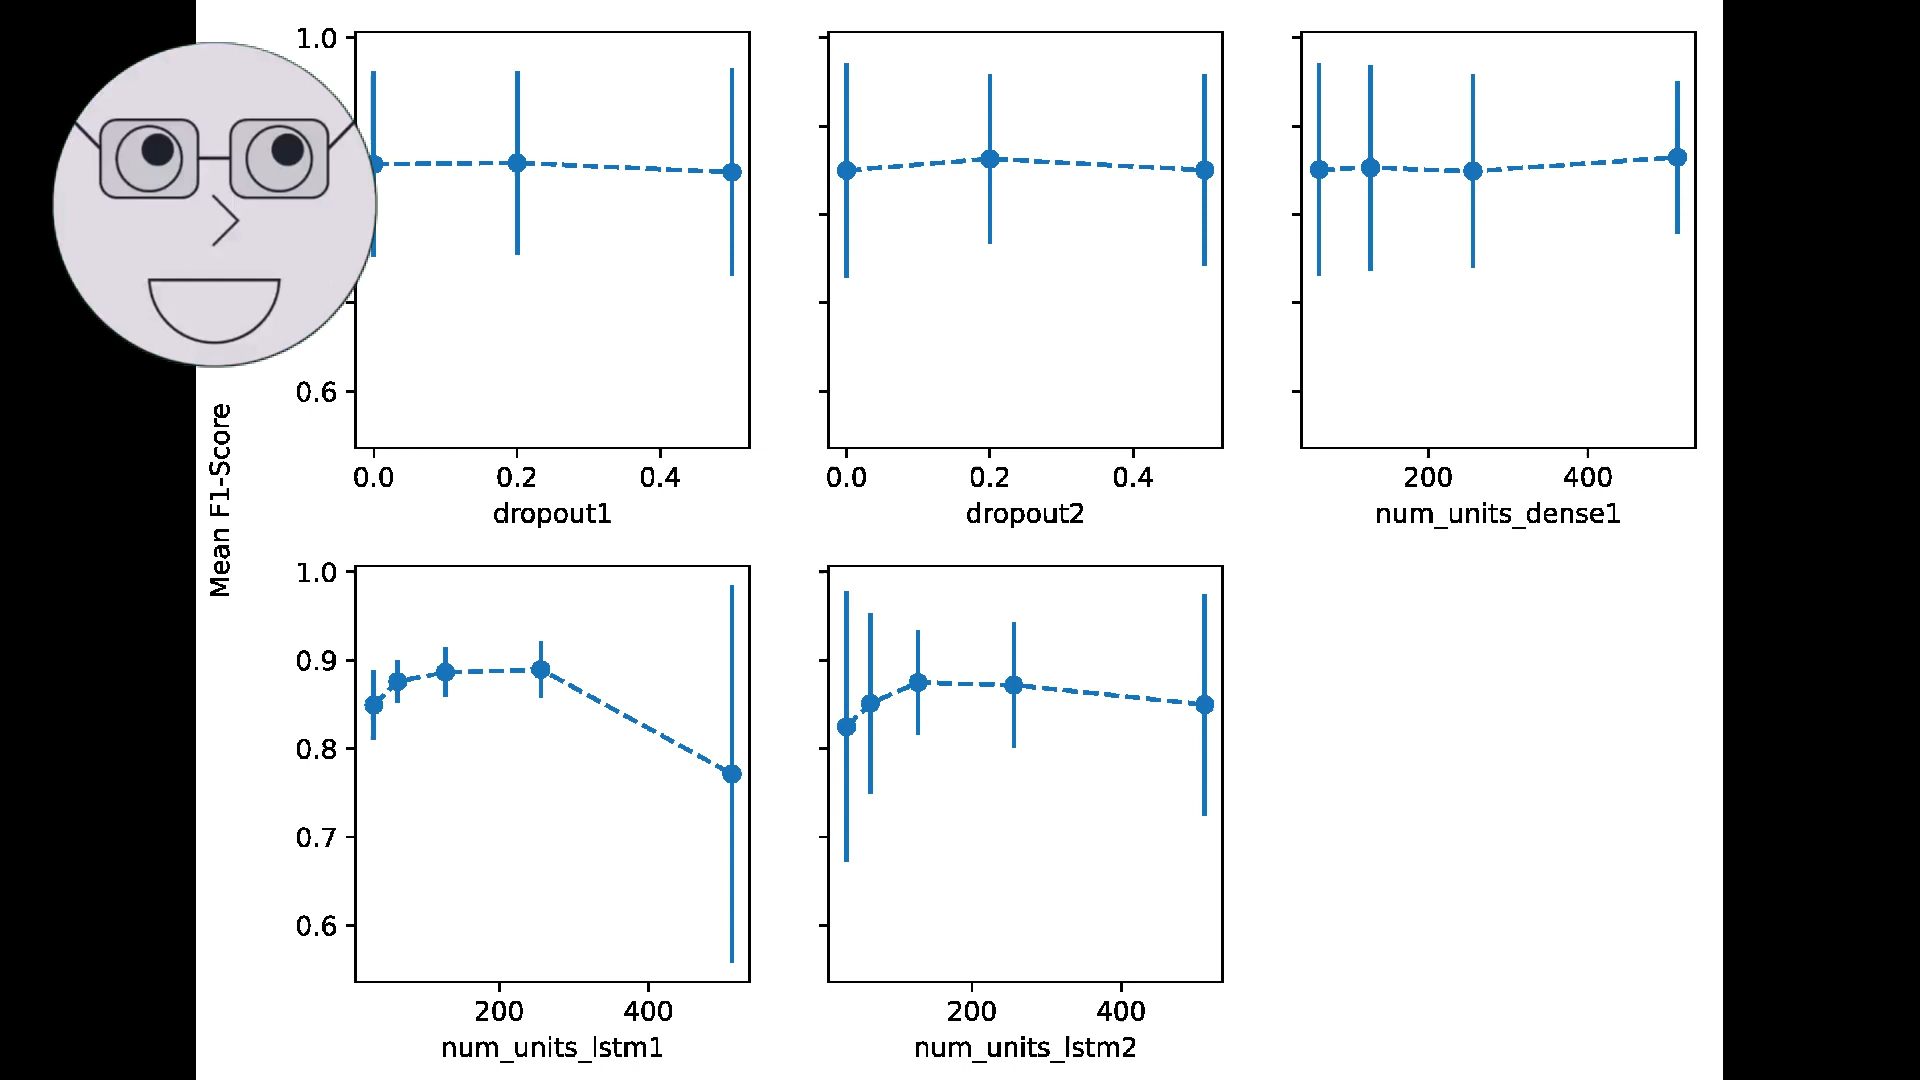 1.0
0.6
0.0 0.2 0.4
dropout1
0.0 0.2 0.4
dropout2
200 400
num_units_dense1
Mean F1-Score
1.0
0.9
0.8
0.7
0.6
200 400
num_units_lstm1
200 400
num_units_lstm2